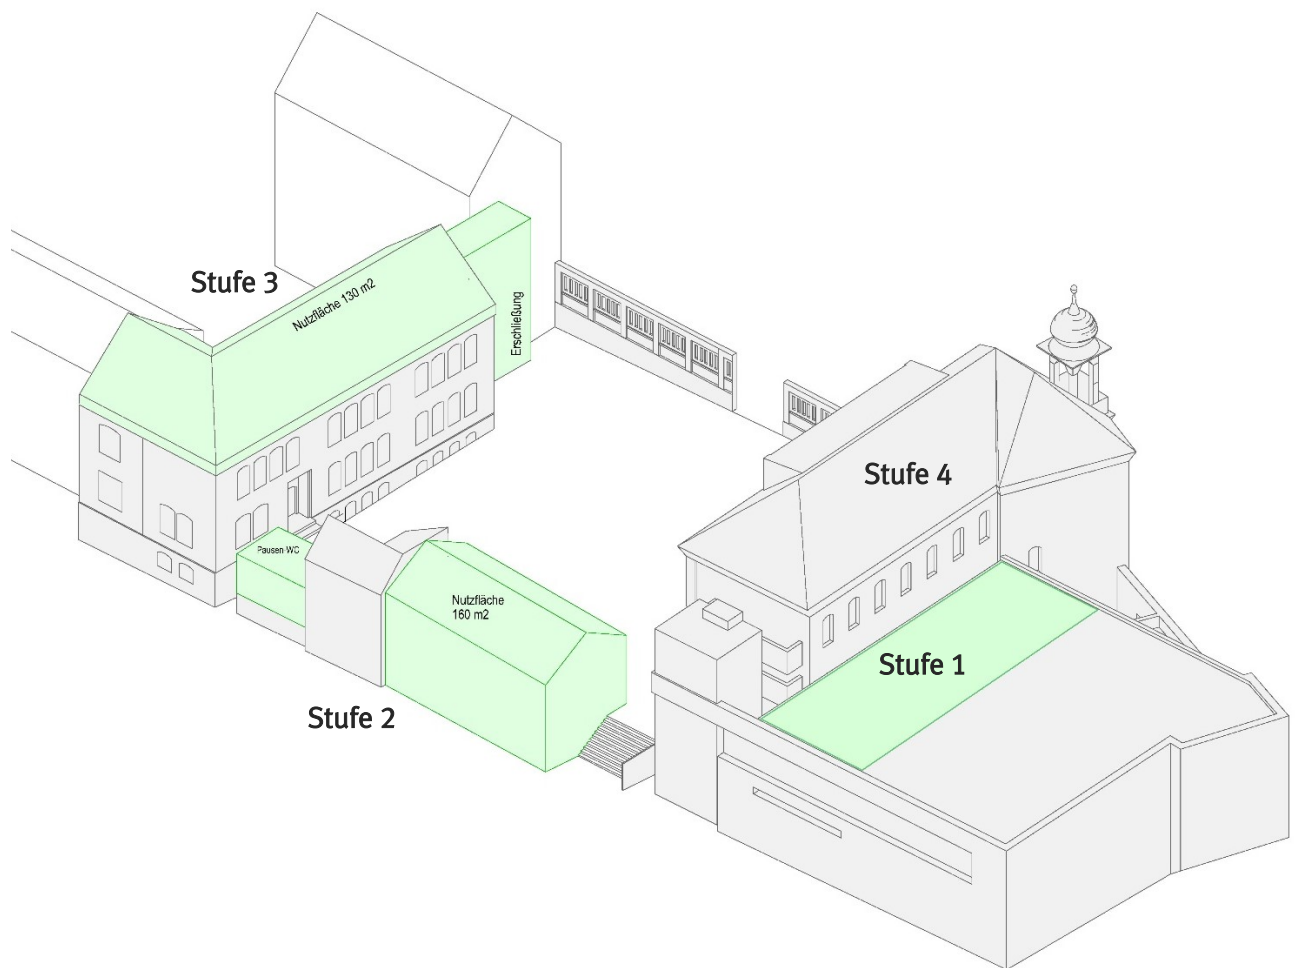 Stufe 3
Nutzfläche 130 m2
Erschließung
Stufe 4
Pausen-WC
Nutzfläche
160 m2
Stufe 1
Stufe 2